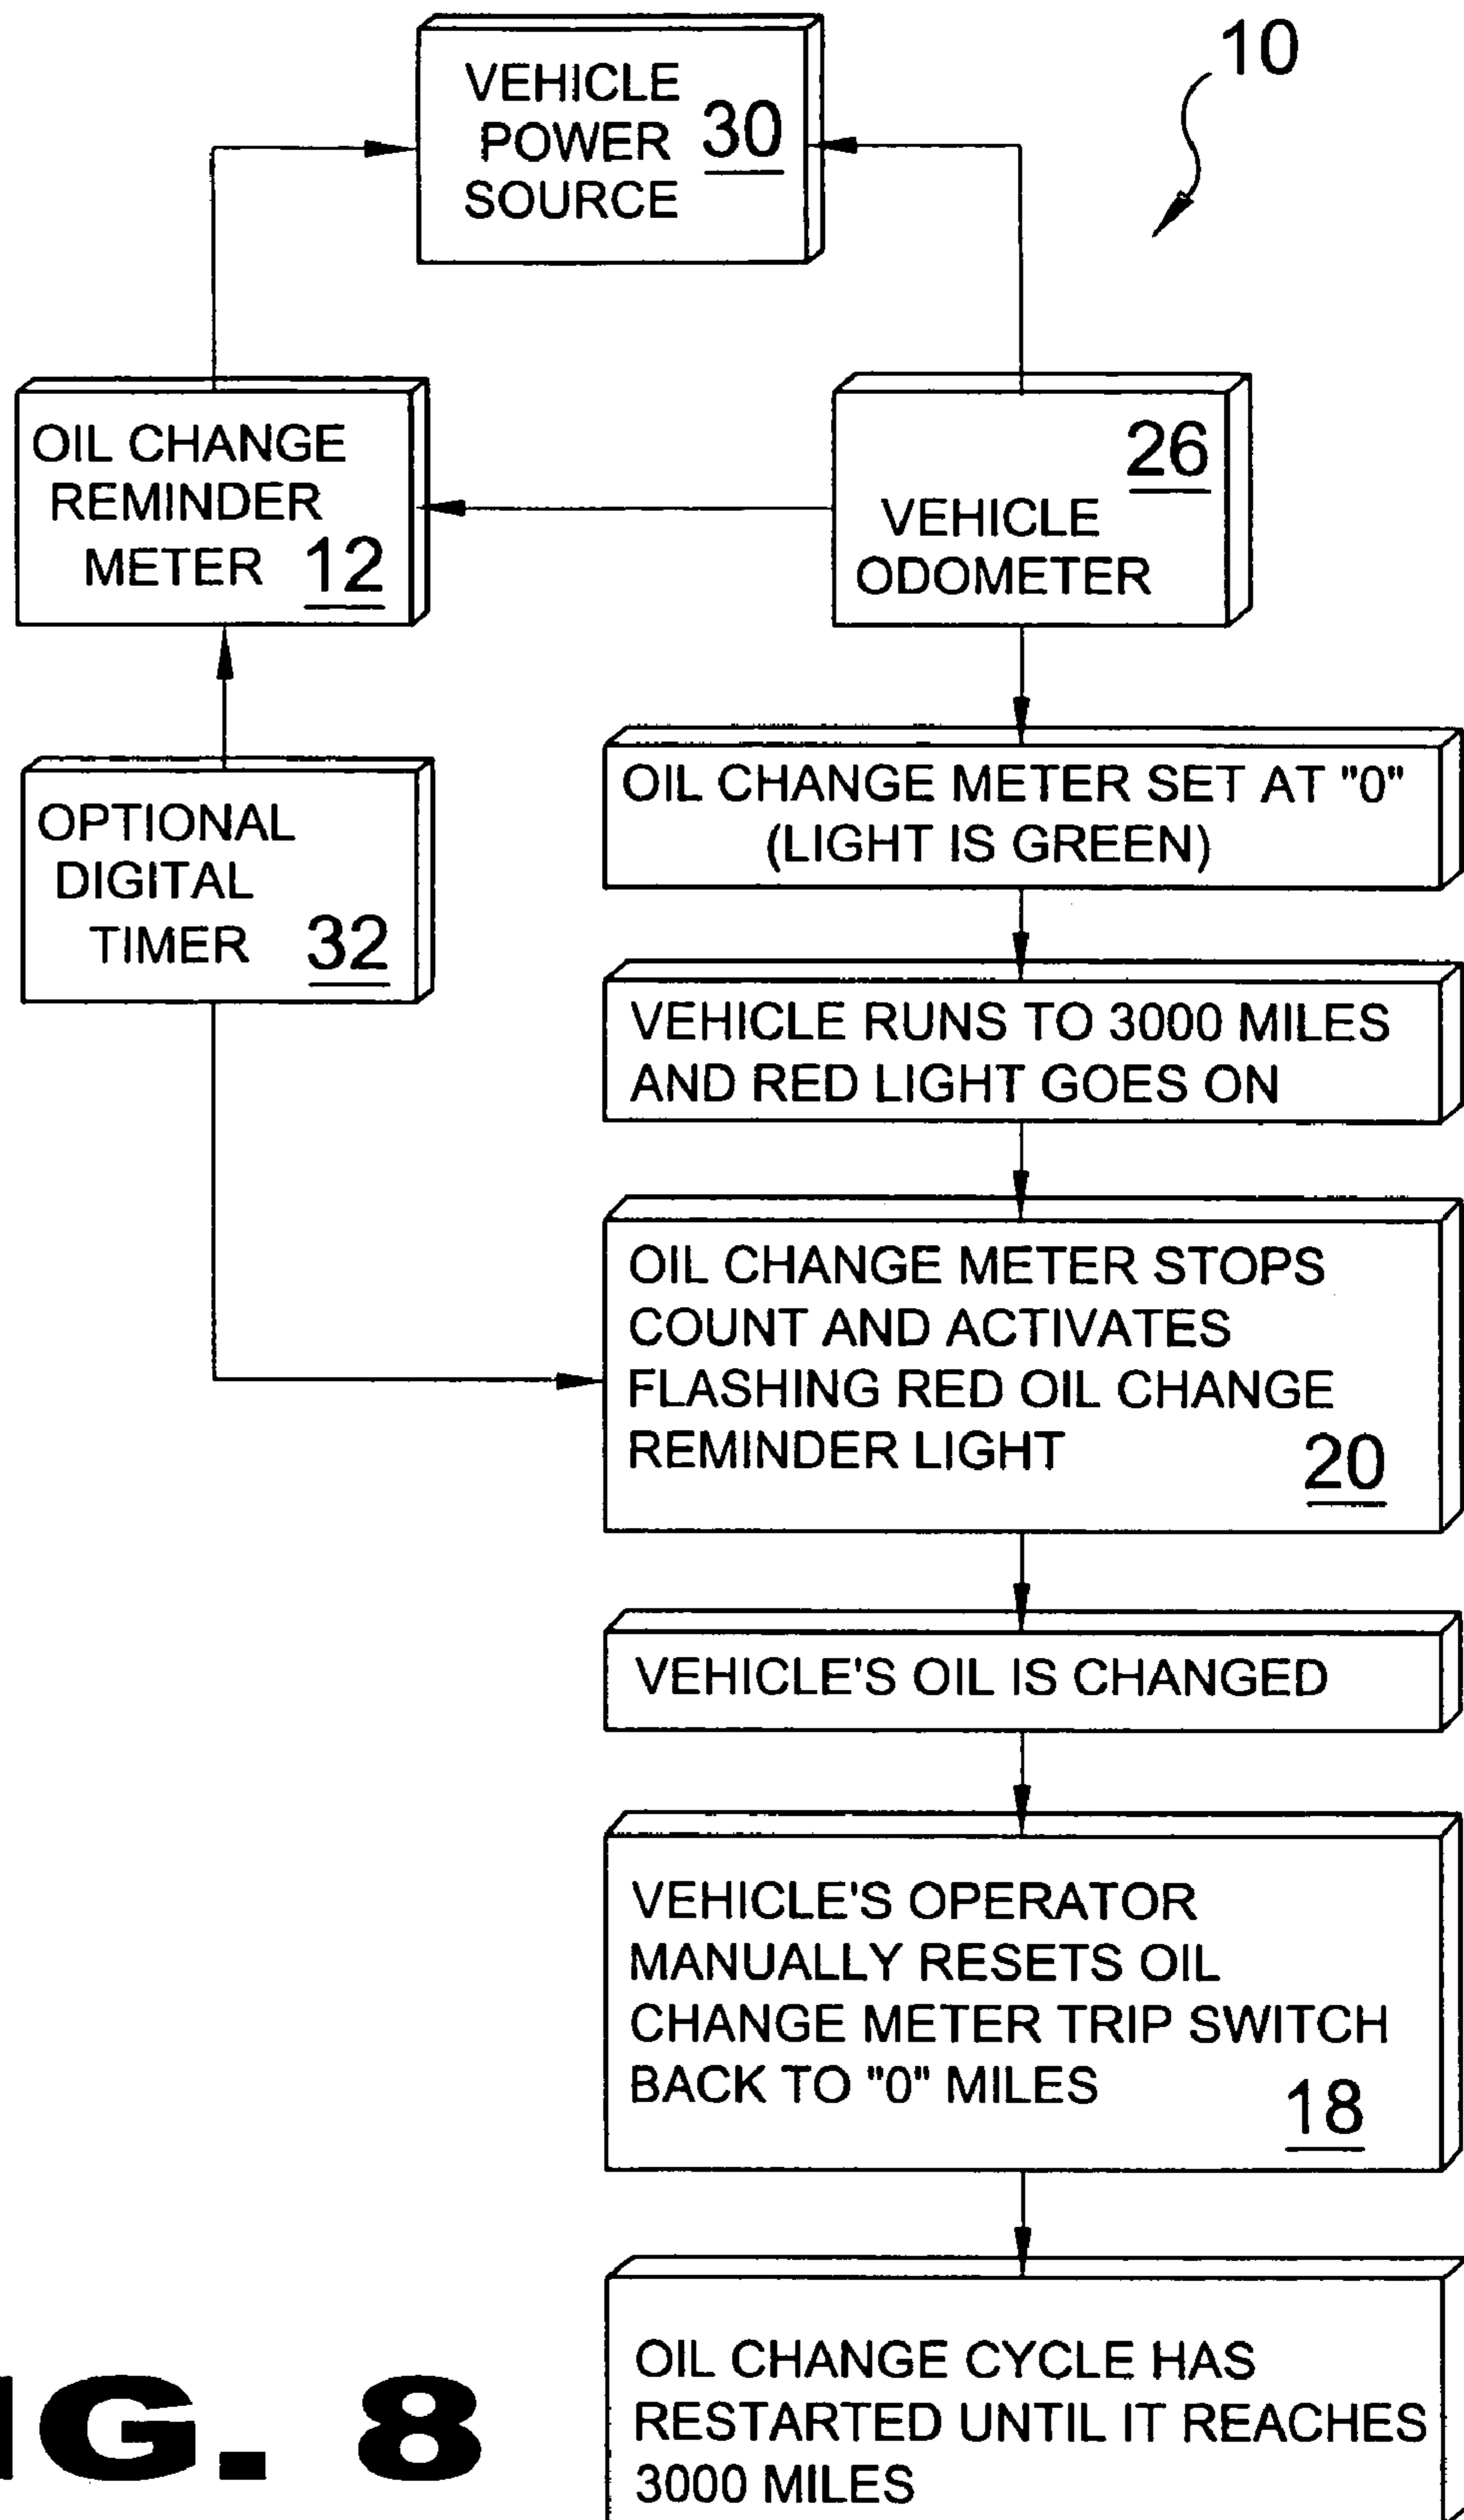 10
VEHICLE
POWER
SOURCE
30
OIL CHANGE
REMINDER
METER 12
26
VEHICLE
ODOMETER
OIL CHANGE METER SET AT "0"
(LIGHT IS GREEN)
OPTIONAL
DIGITAL
TIMER 32
VEHICLE RUNS TO 3000 MILES
AND RED LIGHT GOES ON
OIL CHANGE METER STOPS
COUNT AND ACTIVATES
FLASHING RED OIL CHANGE
REMINDER LIGHT
20
VEHICLE'S OIL IS CHANGED
VEHICLE'S OPERATOR
MANUALLY RESETS OIL
CHANGE METER TRIP SWITCH
BACK TO "0" MILES
18
OIL CHANGE CYCLE HAS
RESTARTED UNTIL IT REACHES
3000 MILES
IG. 8